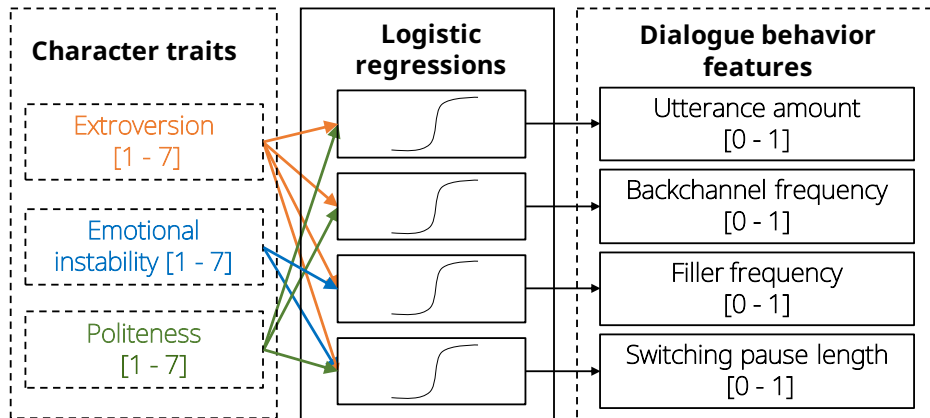 Character traits
Extroversion
[1 - 7]
Emotional
instability [1 - 7]
Politeness
[1 - 7]
Logistic
regressions
Dialogue behavior
features
Utterance amount
[0 - 1]
Backchannel frequency
[0 - 1]
Filler frequency
[0 - 1]
Switching pause length
[0 - 1]